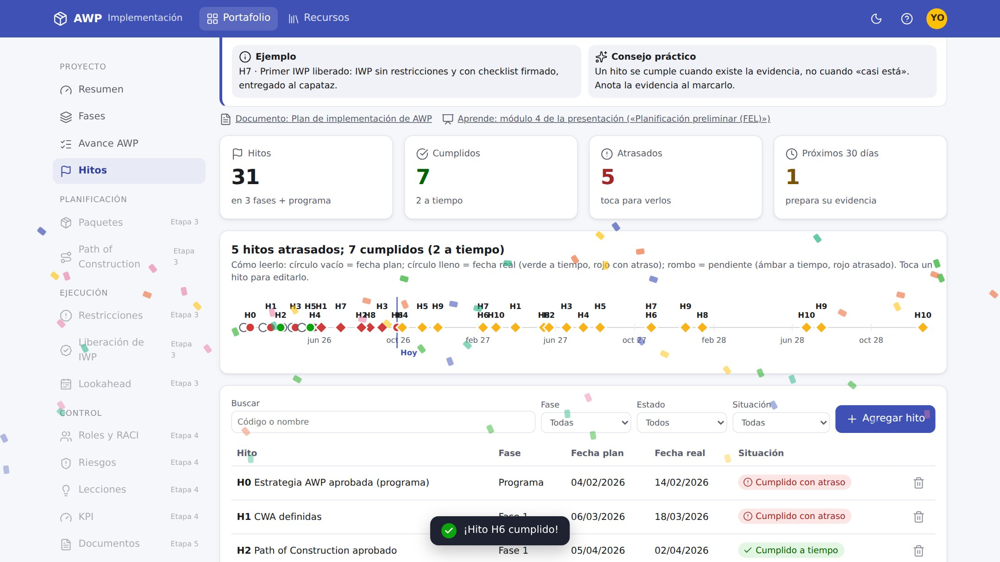 AWP Implementación
Portafolio
Recursos
YO
PROYECTO
Resumen
Fases
Avance AWP
Hitos
PLANIFICACIÓN
Paquetes Etapa 3
Path of Construction Etapa 3
EJECUCIÓN
Restricciones Etapa 3
Liberación de IWP Etapa 3
Lookahead Etapa 3
CONTROL
Roles y RACI Etapa 4
Riesgos Etapa 4
Lecciones Etapa 4
KPI Etapa 4
Documentos Etapa 5
Ejemplo
H7 · Primer IWP liberado: IWP sin restricciones y con checklist firmado,
entregado al capataz.
Consejo práctico
Un hito se cumple cuando existe la evidencia, no cuando «casi está».
Anota la evidencia al marcarlo.
Documento: Plan de implementación de AWP
Aprende: módulo 4 de la presentación («Planificación preliminar (FEL)»)
Hitos
31
en 3 fases + programa
Cumplidos
7
2 a tiempo
Atrasados
5
toca para verlos
Próximos 30 días
1
prepara su evidencia
5 hitos atrasados; 7 cumplidos (2 a tiempo)
Cómo leerlo: círculo vacío = fecha plan; círculo lleno = fecha real (verde a tiempo, rojo con atraso); rombo = pendiente (ámbar a tiempo, rojo atrasado). Toca un
hito para editarlo.
H1 H3 H5 H1 H7 H3 H5 H9 H7 H1 H3 H5 H7 H9 H9
H0 H2 H4 H8 H4 H6 H10 H2 H4 H6 H8 H10 H10
jun 26 oct 26 feb 27 jun 27 oct 27 feb 28 jun 28 oct 28
Hoy
Buscar
Código o nombre
Fase
Todas
Estado
Todos
Situación
Todas
Agregar hito
Hito Fase Fecha plan Fecha real Situación
H0 Estrategia AWP aprobada (programa) Programa 04/02/2026 14/02/2026 Cumplido con atraso
H1 CWA definidas Fase 1 06/03/2026 18/03/2026 Cumplido con atraso
H2 Path of Construction aprobado Fase 1 05/04/2026 02/04/2026 Cumplido a tiempo
¡Hito H6 cumplido!